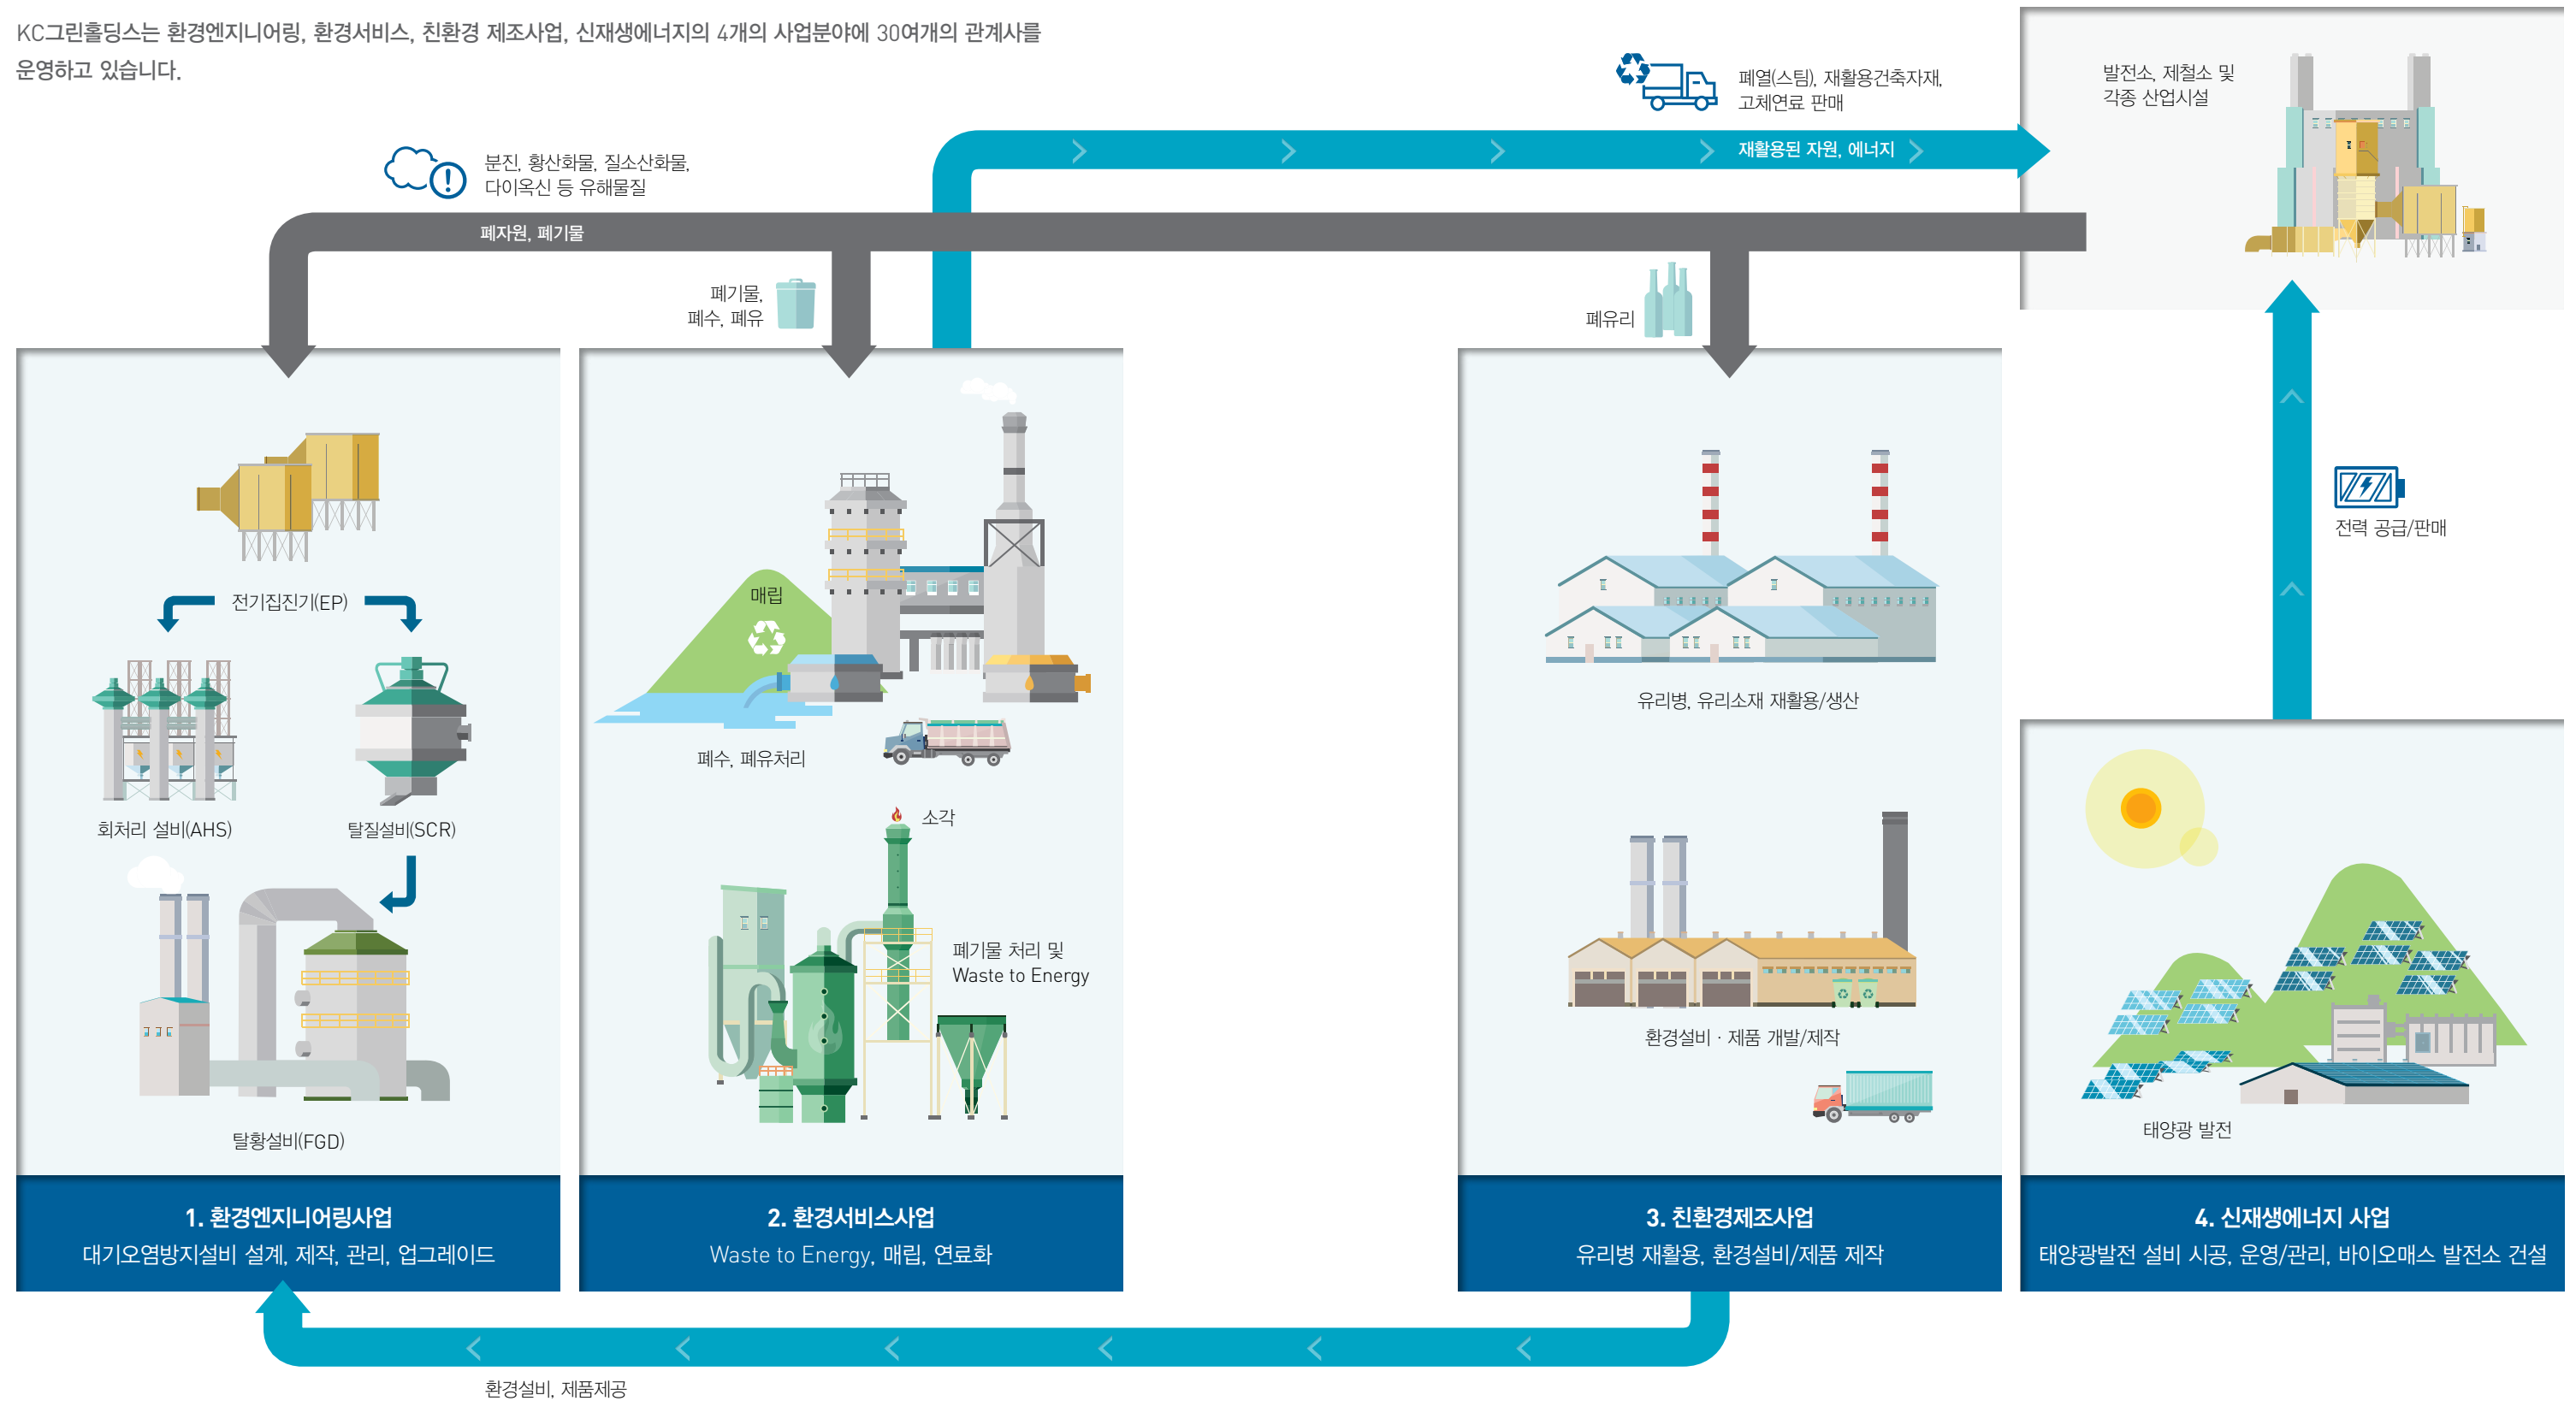 KC그린홀딩스는 환경엔지니어링, 환경서비스, 친환경 제조사업, 신재생에너지의 4개의 사업분야에 30여개의 관계사를
운영하고 있습니다.
폐열(스팀), 재활용건축자재,
고체연료 판매
재활용된 자원, 에너지
발전소, 제철소 및
각종 산업시설
분진, 황산화물, 질소산화물,
다이옥신 등 유해물질
폐자원, 폐기물
폐기물,
폐수, 폐유
폐유리
전력 공급/판매
전기집진기(EP)
회처리 설비(AHS)
탈질설비(SCR)
탈황설비(FGD)
매립
폐수, 폐유처리
소각
폐기물 처리 및
Waste to Energy
유리병, 유리소재 재활용/생산
환경설비 · 제품 개발/제작
태양광 발전
1. 환경엔지니어링사업
대기오염방지설비 설계, 제작, 관리, 업그레이드
2. 환경서비스사업
Waste to Energy, 매립, 연료화
3. 친환경제조사업
유리병 재활용, 환경설비/제품 제작
4. 신재생에너지 사업
태양광발전 설비 시공, 운영/관리, 바이오매스 발전소 건설
환경설비, 제품제공